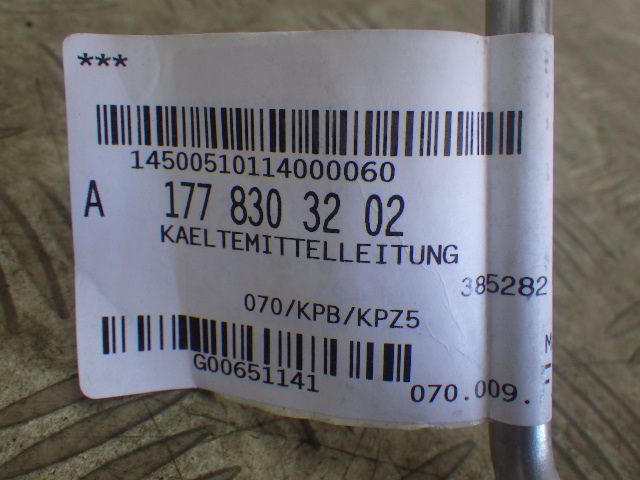 ***
14500510114000060
A 177 830 32 02
KAELTEMITTELLEITUNG
385282
070/KPB/KPZ5
G00651141
070.009.